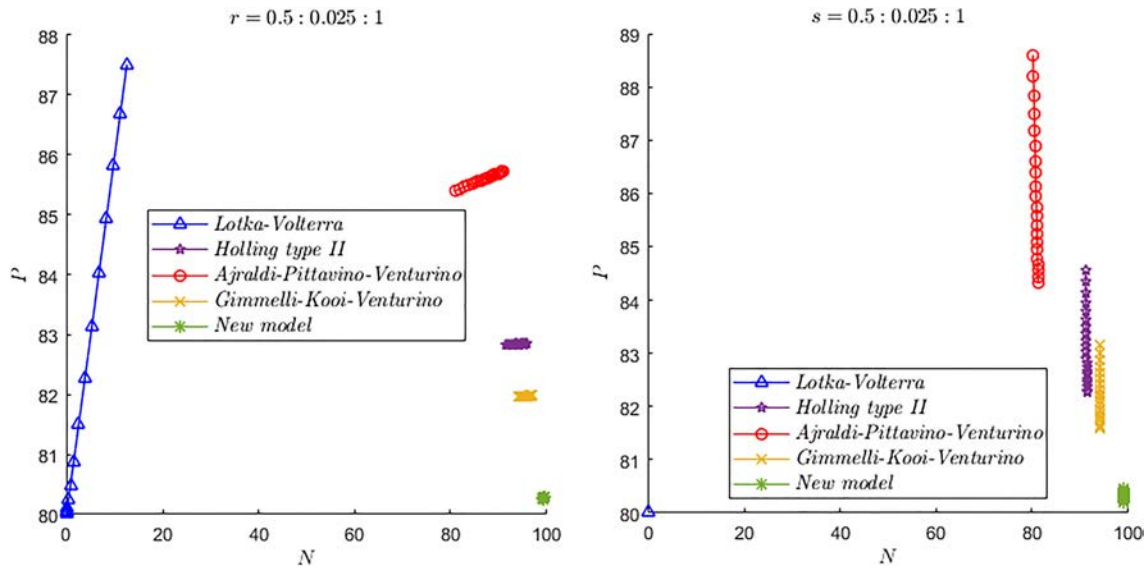 r = 0.5 : 0.025 : 1
88
87
86
85
84
83
82
81
80
P
0 20 40 60 80 100
N
Lotka-Volterra
Holling type II
Ajraldi-Pittavino-Venturino
Gimmelli-Kooi-Venturino
New model
s = 0.5 : 0.025 : 1
89
88
87
86
85
84
83
82
81
80
P
0 20 40 60 80 100
N
Lotka-Volterra
Holling type II
Ajraldi-Pittavino-Venturino
Gimmelli-Kooi-Venturino
New model